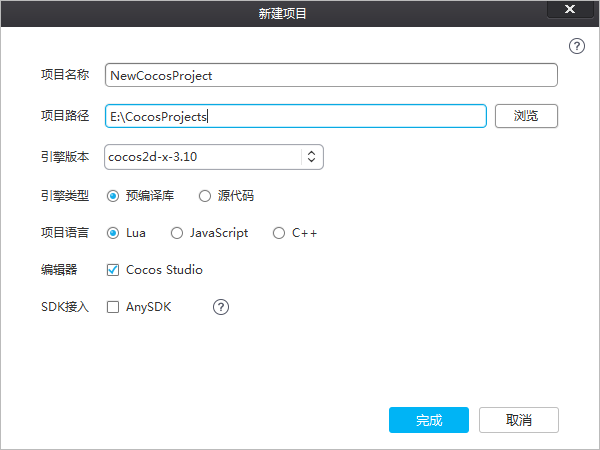 新建项目
?
项目名称 NewCocosProject
项目路径 E:\CocosProjects 浏览
引擎版本 cocos2d-x-3.10
引擎类型 预编译库 源代码
项目语言 Lua JavaScript C++
编辑器 Cocos Studio
SDK接入 AnySDK ?
完成 取消